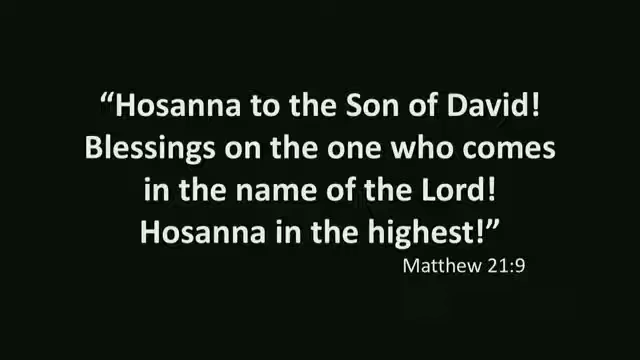 “Hosanna to the Son of David!
Blessings on the one who comes
in the name of the Lord!
Hosanna in the highest!”
Matthew 21:9